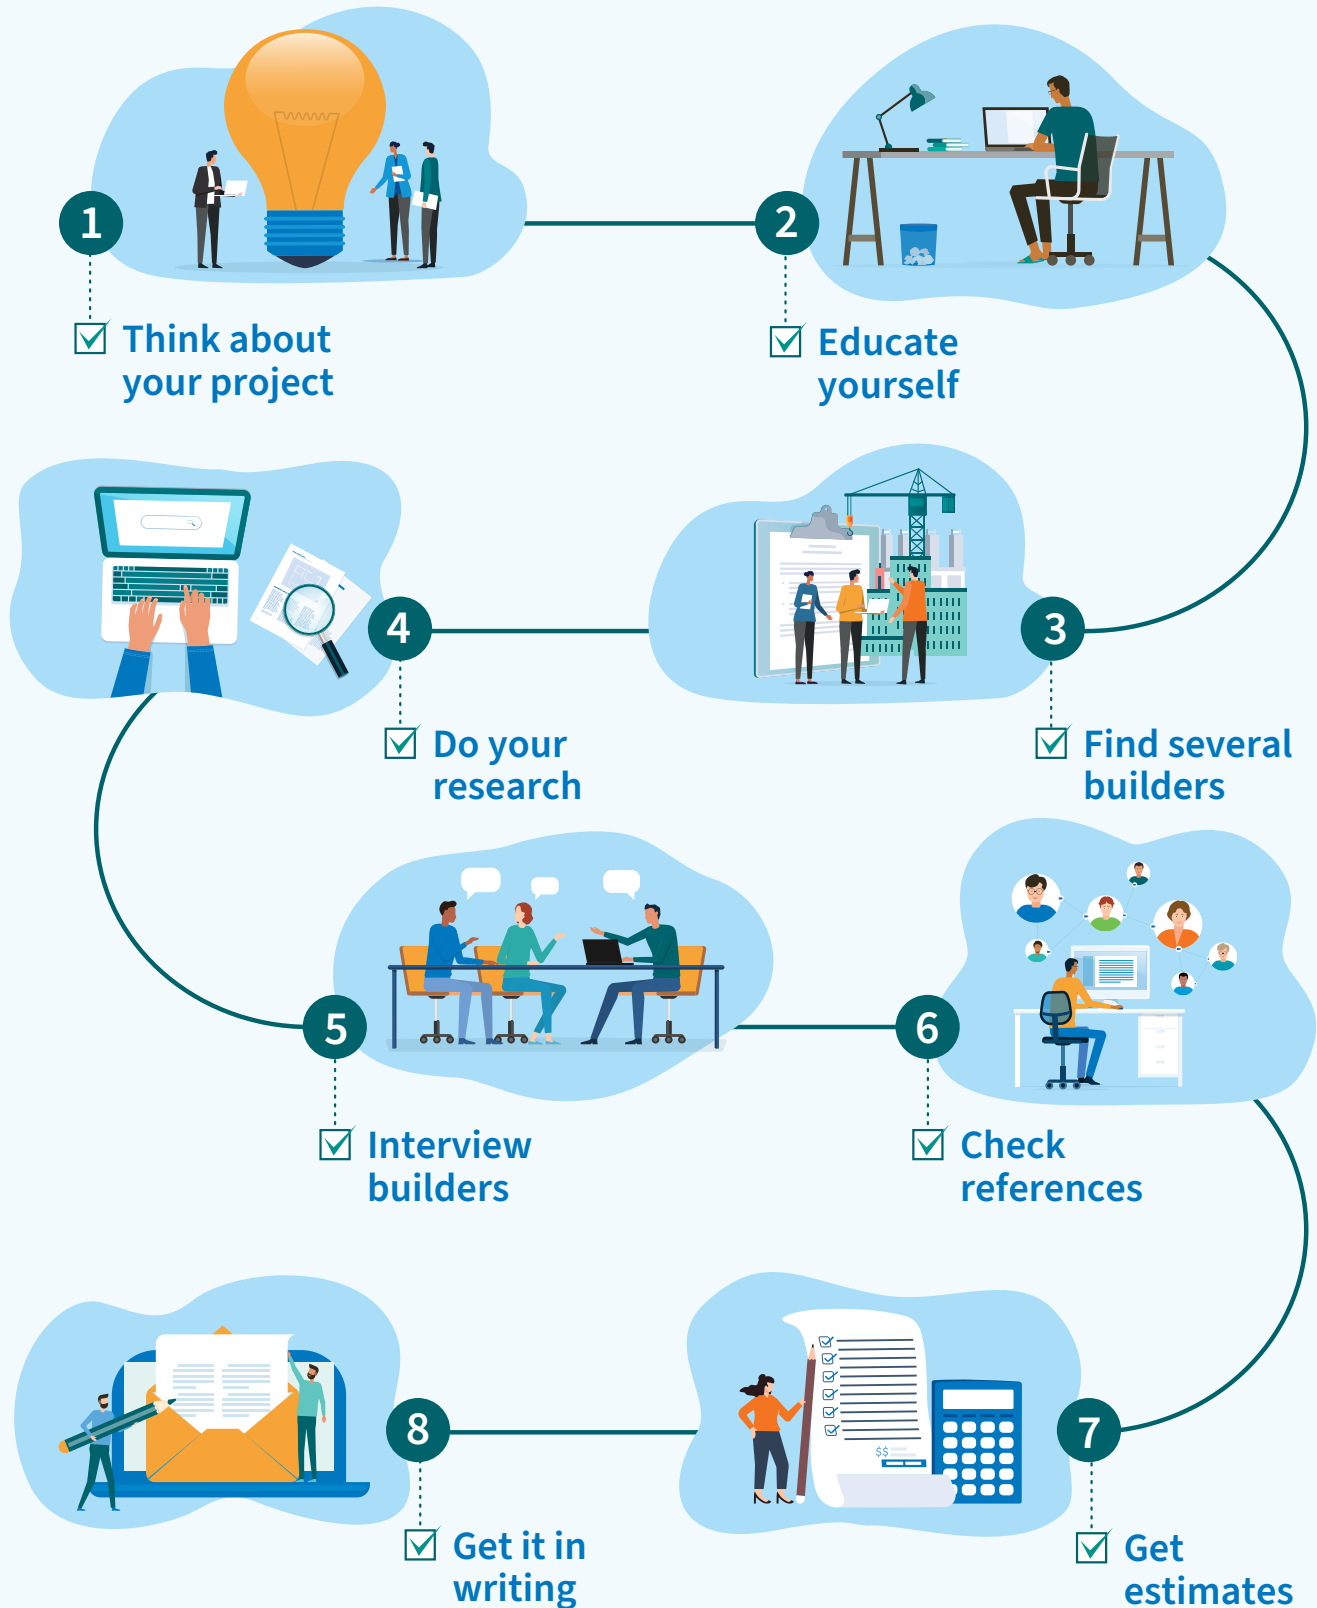 1
Think about
your project
2
Educate
yourself
3
Find several
builders
4
Do your
research
5
Interview
builders
6
Check
references
7
$$
Get
estimates
8
Get it in
writing